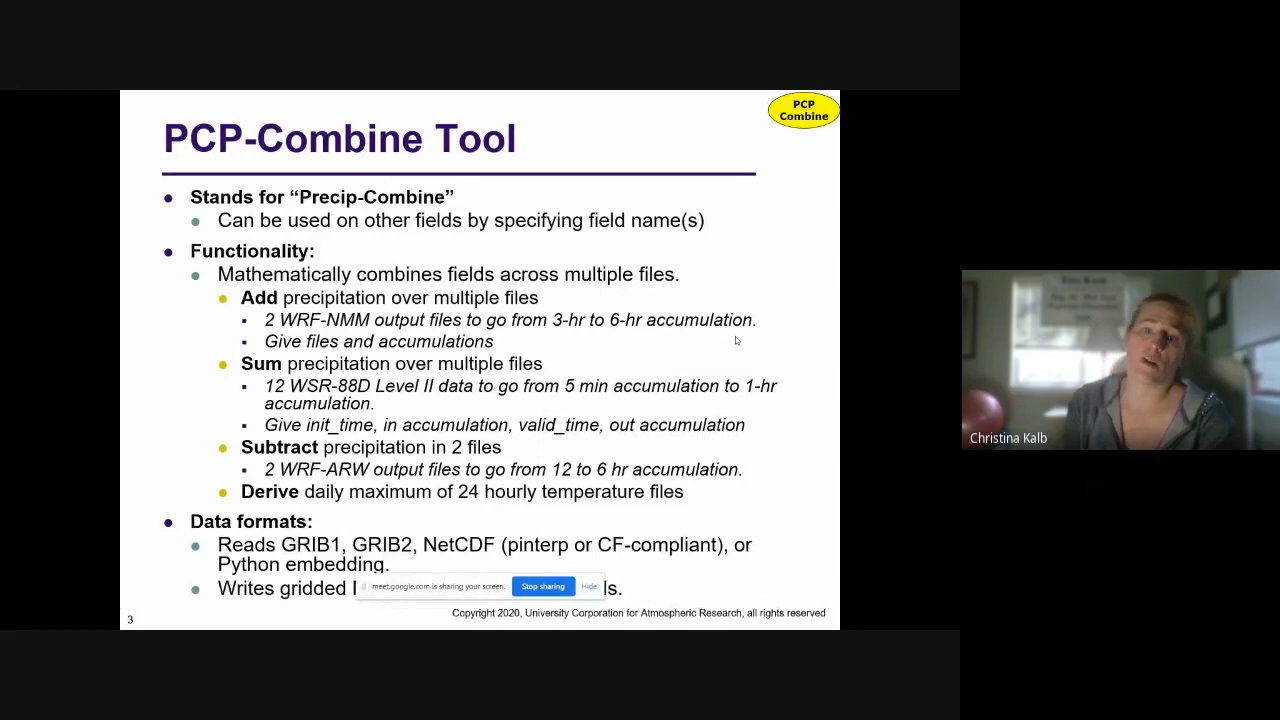 PCP
Combine
PCP-Combine Tool
● Stands for “Precip-Combine”
● Can be used on other fields by specifying field name(s)
● Functionality:
● Mathematically combines fields across multiple files.
● Add precipitation over multiple files
▪ 2 WRF-NMM output files to go from 3-hr to 6-hr accumulation.
▪ Give files and accumulations
● Sum precipitation over multiple files
▪ 12 WSR-88D Level II data to go from 5 min accumulation to 1-hr
accumulation.
▪ Give init_time, in accumulation, valid_time, out accumulation
● Subtract precipitation in 2 files
▪ 2 WRF-ARW output files to go from 12 to 6 hr accumulation.
● Derive daily maximum of 24 hourly temperature files
● Data formats:
● Reads GRIB1, GRIB2, NetCDF (pinterp or CF-compliant), or
Python embedding.
● Writes gridded
meet.google.com is sharing your screen. Stop sharing Hide
Copyright 2020, University Corporation for Atmospheric Research, all rights reserved
3
Christina Kalb